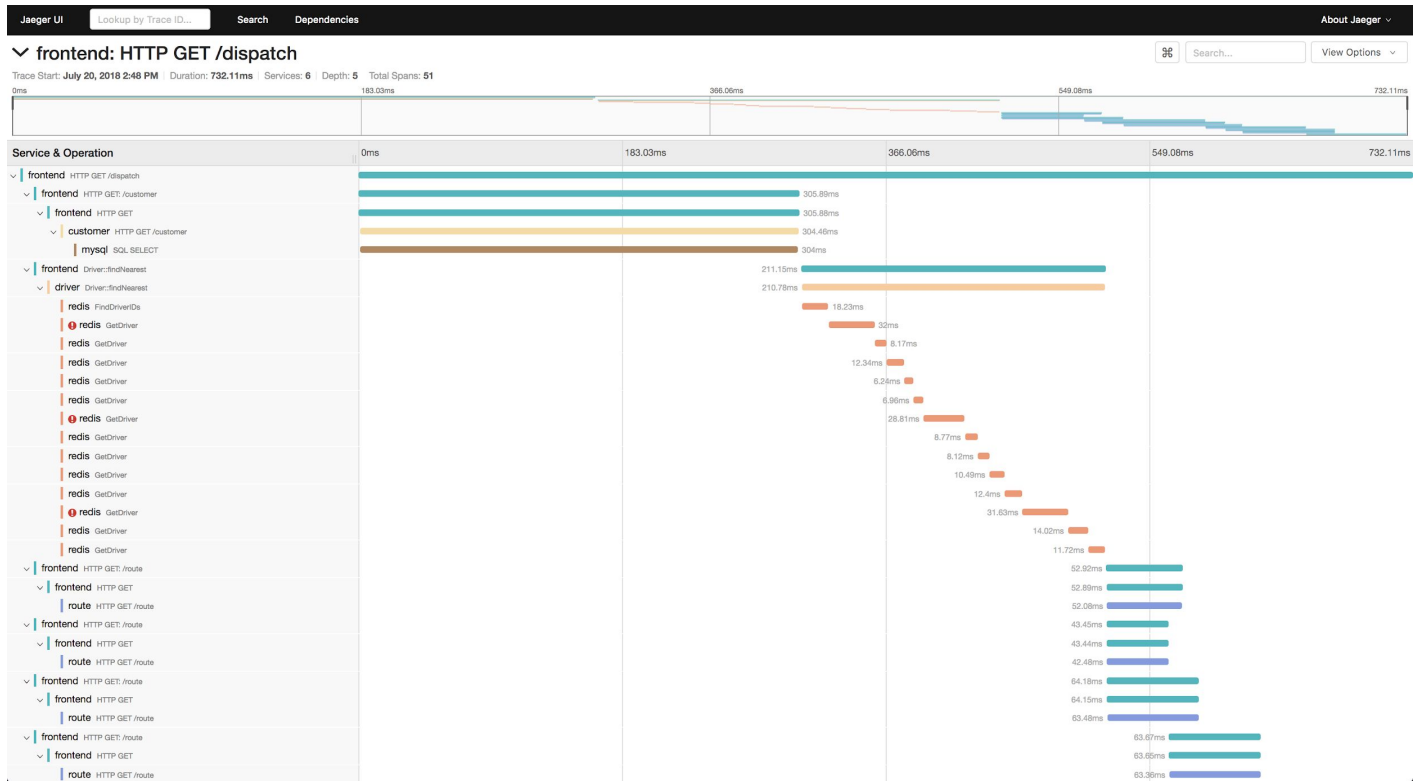 Jaeger UI Lookup by Trace ID... Search Dependencies About Jaeger
frontend: HTTP GET /dispatch ⌘ Search... View Options
Trace Start: July 20, 2018 2:48 PM | Duration: 732.11ms | Services: 6 | Depth: 5 Total Spans: 51
0ms 183.03ms 366.06ms 549.08ms 732.11ms
Service & Operation 0ms 183.03ms 366.06ms 549.08ms 732.11ms
frontend HTTP GET /dispatch
frontend HTTP GET: /customer 305.89ms
frontend HTTP GET 305.88ms
customer HTTP GET /customer 304.46ms
mysql SQL SELECT 304ms
frontend Driver::findNearest 211.15ms
driver Driver::findNearest 210.78ms
redis FindDriverIDs 18.23ms
redis GetDriver 32ms
redis GetDriver 8.17ms
redis GetDriver 12.34ms
redis GetDriver 6.24ms
redis GetDriver 6.96ms
redis GetDriver 28.81ms
redis GetDriver 8.77ms
redis GetDriver 8.12ms
redis GetDriver 10.49ms
redis GetDriver 12.4ms
redis GetDriver 31.63ms
redis GetDriver 14.02ms
redis GetDriver 11.72ms
frontend HTTP GET: /route 52.92ms
frontend HTTP GET 52.89ms
route HTTP GET /route 52.08ms
frontend HTTP GET: /route 43.45ms
frontend HTTP GET 43.44ms
route HTTP GET /route 42.48ms
frontend HTTP GET: /route 64.18ms
frontend HTTP GET 64.15ms
route HTTP GET /route 63.48ms
frontend HTTP GET: /route 63.67ms
frontend HTTP GET 63.65ms
route HTTP GET /route 63.36ms